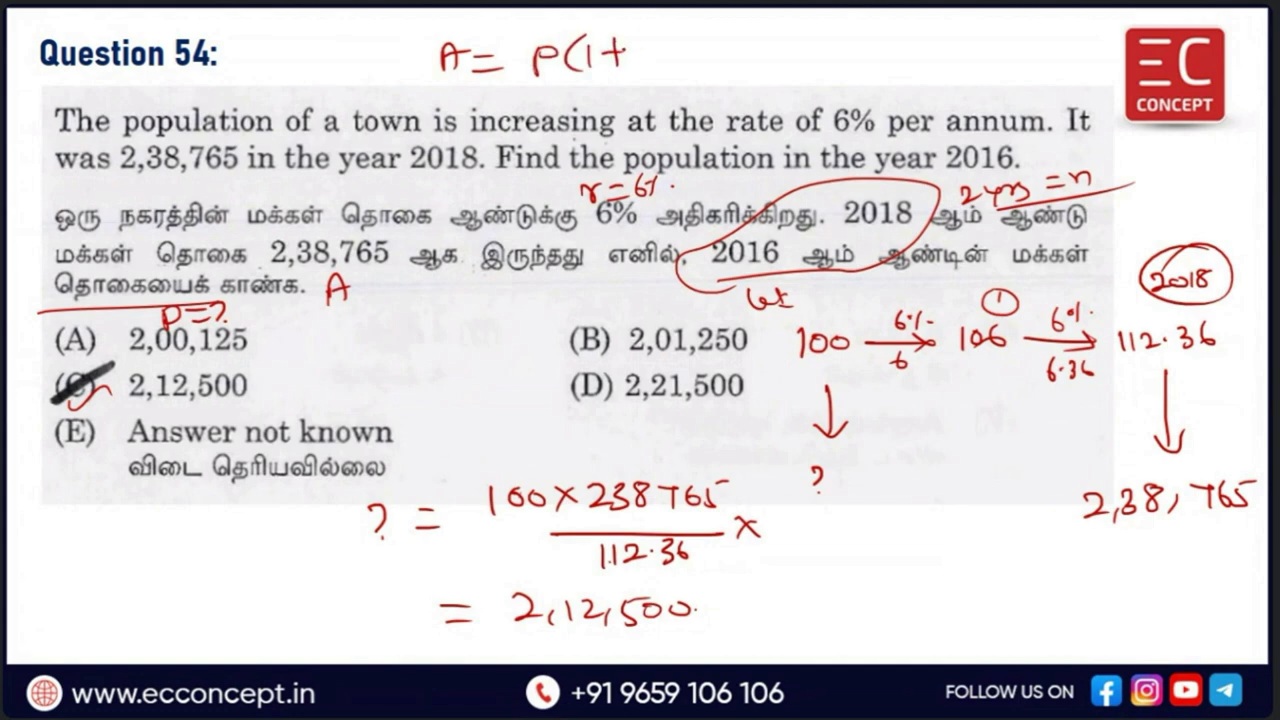 Question 54:
A = P(1+
EC
CONCEPT
The population of a town is increasing at the rate of 6% per annum. It
was 2,38,765 in the year 2018. Find the population in the year 2016.
r=6%.
2 yrs = n
ஒரு நகரத்தின் மக்கள் தொகை ஆண்டுக்கு 6% அதிகரிக்கிறது. 2018 ஆம் ஆண்டு
மக்கள் தொகை 2,38,765 ஆக இருந்தது எனில், 2016 ஆம் ஆண்டின் மக்கள்
தொகையைக் காண்க. A
P=?
let
1
2018
(A) 2,00,125
(B) 2,01,250
100 6% 6 106 6% 6.36 112.36
(C) 2,12,500
(D) 2,21,500
(E) Answer not known
விடை தெரியவில்லை
?
2,38,765
? = 100 × 238765 ×
112.36
= 2,12,500.
www.ecconcept.in
+91 9659 106 106
FOLLOW US ON